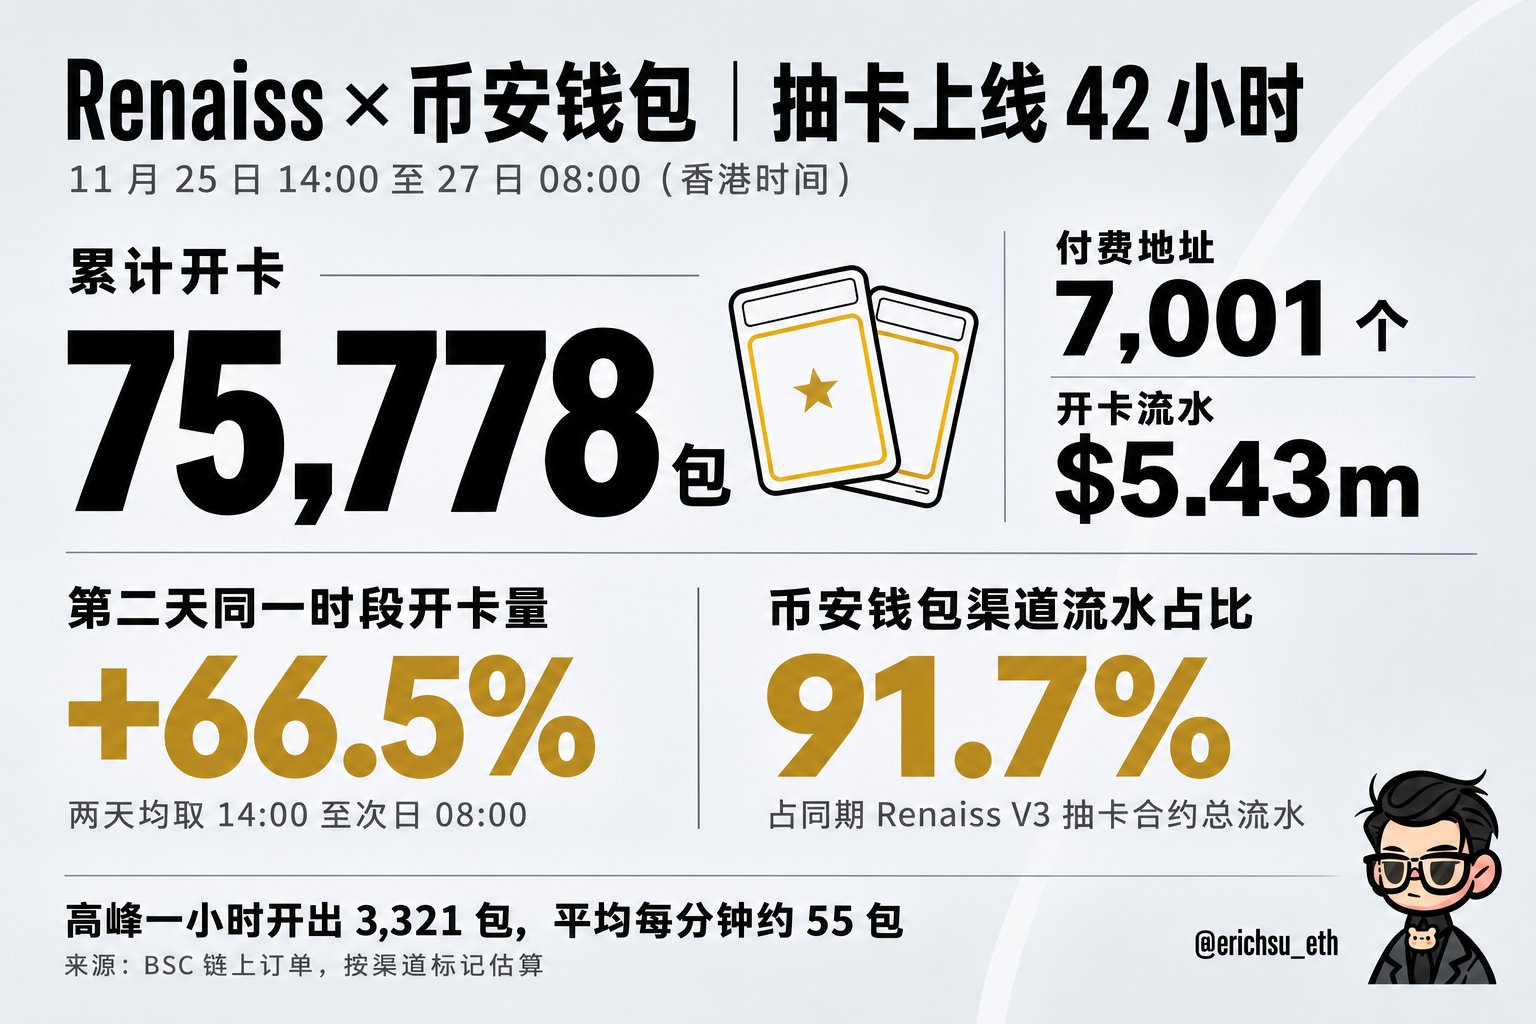 Renaiss × 币安钱包｜抽卡上线 42 小时
11 月 25 日 14:00 至 27 日 08:00（香港时间）
累计开卡
75,778 包
付费地址
7,001 个
开卡流水
$5.43m
第二天同一时段开卡量
+66.5%
两天均取 14:00 至次日 08:00
币安钱包渠道流水占比
91.7%
占同期 Renaiss V3 抽卡合约总流水
高峰一小时开出 3,321 包，平均每分钟约 55 包
来源：BSC 链上订单，按渠道标记估算
@erichsu_eth